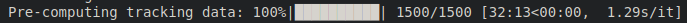 Pre-computing tracking data: 100%|██████████| 1500/1500 [32:13<00:00,  1.29s/it]